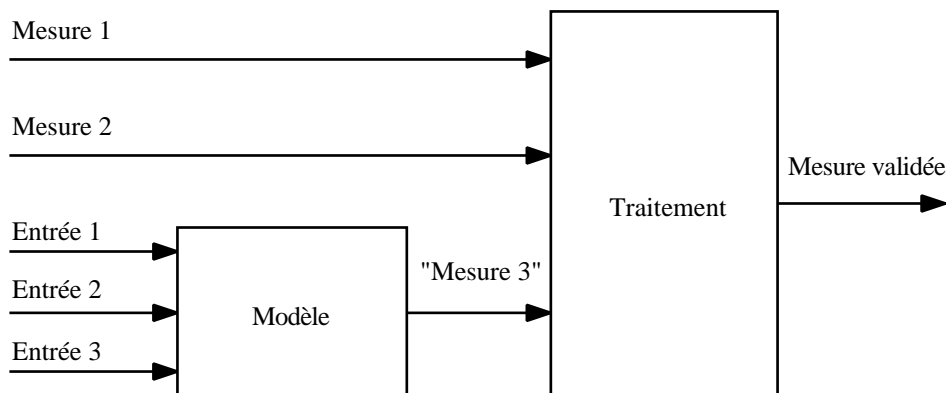 Mesure 1
Mesure 2
Mesure validée
Traitement
Entrée 1
"Mesure 3"
Entrée 2
Modèle
Entrée 3